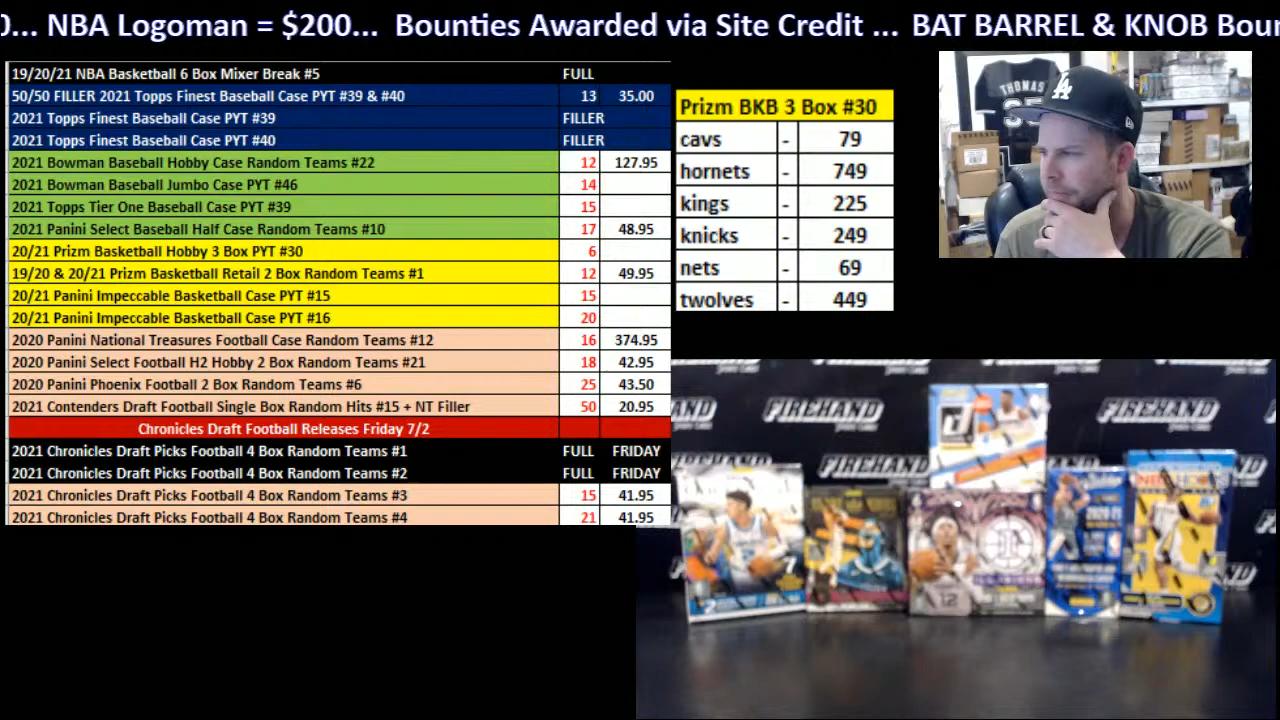 0... NBA Logoman = $200... Bounties Awarded via Site Credit ... BAT BARREL & KNOB Boun
19/20/21 NBA Basketball 6 Box Mixer Break #5 FULL
50/50 FILLER 2021 Topps Finest Baseball Case PYT #39 & #40 13 35.00
2021 Topps Finest Baseball Case PYT #39 FILLER
2021 Topps Finest Baseball Case PYT #40 FILLER
2021 Bowman Baseball Hobby Case Random Teams #22 12 127.95
2021 Bowman Baseball Jumbo Case PYT #46 14
2021 Topps Tier One Baseball Case PYT #39 15
2021 Panini Select Baseball Half Case Random Teams #10 17 48.95
20/21 Prizm Basketball Hobby 3 Box PYT #30 6
19/20 & 20/21 Prizm Basketball Retail 2 Box Random Teams #1 12 49.95
20/21 Panini Impeccable Basketball Case PYT #15 15
20/21 Panini Impeccable Basketball Case PYT #16 20
2020 Panini National Treasures Football Case Random Teams #12 16 374.95
2020 Panini Select Football H2 Hobby 2 Box Random Teams #21 18 42.95
2020 Panini Phoenix Football 2 Box Random Teams #6 25 43.50
2021 Contenders Draft Football Single Box Random Hits #15 + NT Filler 50 20.95
Chronicles Draft Football Releases Friday 7/2
2021 Chronicles Draft Picks Football 4 Box Random Teams #1 FULL FRIDAY
2021 Chronicles Draft Picks Football 4 Box Random Teams #2 FULL FRIDAY
2021 Chronicles Draft Picks Football 4 Box Random Teams #3 15 41.95
2021 Chronicles Draft Picks Football 4 Box Random Teams #4 21 41.95
Prizm BKB 3 Box #30
cavs - 79
hornets - 749
kings - 225
knicks - 249
nets - 69
twolves - 449
THOMAS
35
LA
FIREHAND
FIREHAND
FIREHAND
FIREHAND